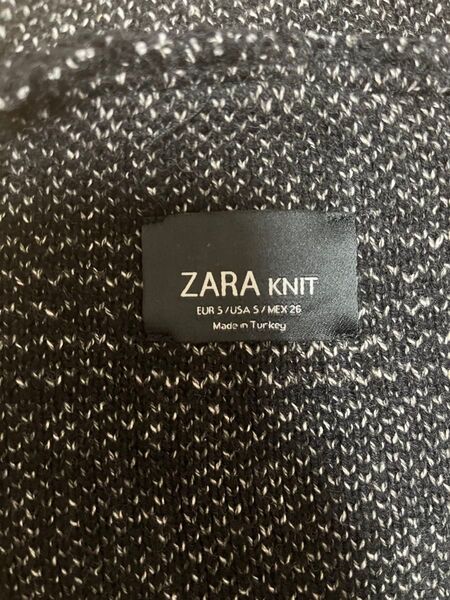 ZARA KNIT
EUR S / USA S / MEX 26
Made in Turkey